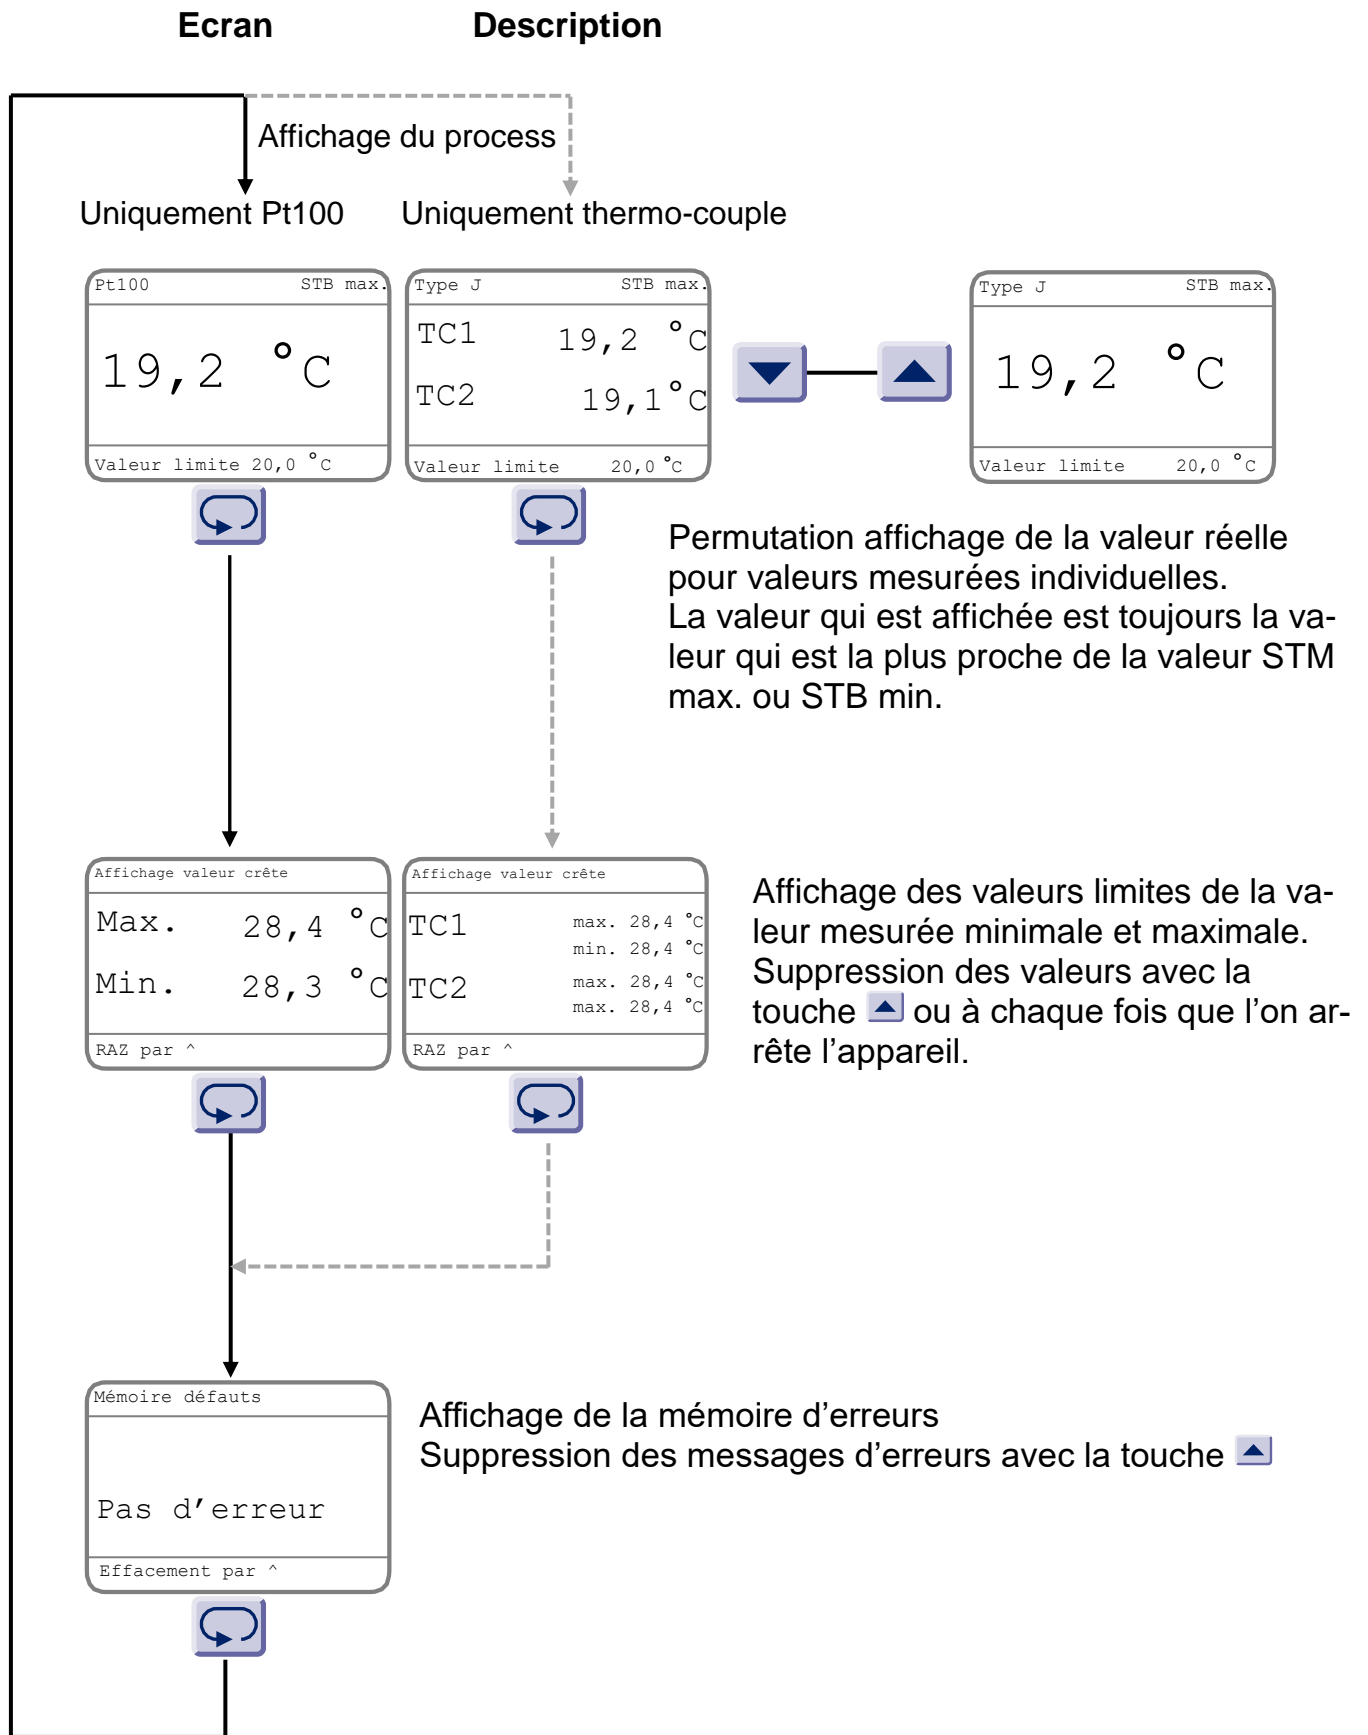 Ecran Description
Affichage du process
Uniquement Pt100 Uniquement thermo-couple
Pt100 STB max.
19,2 °C
Valeur limite 20,0 °C
Type J STB max.
TC1 19,2 °C
TC2 19,1°C
Valeur limite 20,0 °C
Type J STB max.
19,2 °C
Valeur limite 20,0 °C
Permutation affichage de la valeur réelle
pour valeurs mesurées individuelles.
La valeur qui est affichée est toujours la va-
leur qui est la plus proche de la valeur STM
max. ou STB min.
Affichage valeur crête
Max. 28,4 °C
Min. 28,3 °C
RAZ par ^
Affichage valeur crête
TC1 max. 28,4 °C
min. 28,4 °C
TC2 max. 28,4 °C
max. 28,4 °C
RAZ par ^
Affichage des valeurs limites de la va-
leur mesurée minimale et maximale.
Suppression des valeurs avec la
touche ou à chaque fois que l’on ar-
rête l’appareil.
Mémoire défauts
Pas d’erreur
Effacement par ^
Affichage de la mémoire d’erreurs
Suppression des messages d’erreurs avec la touche